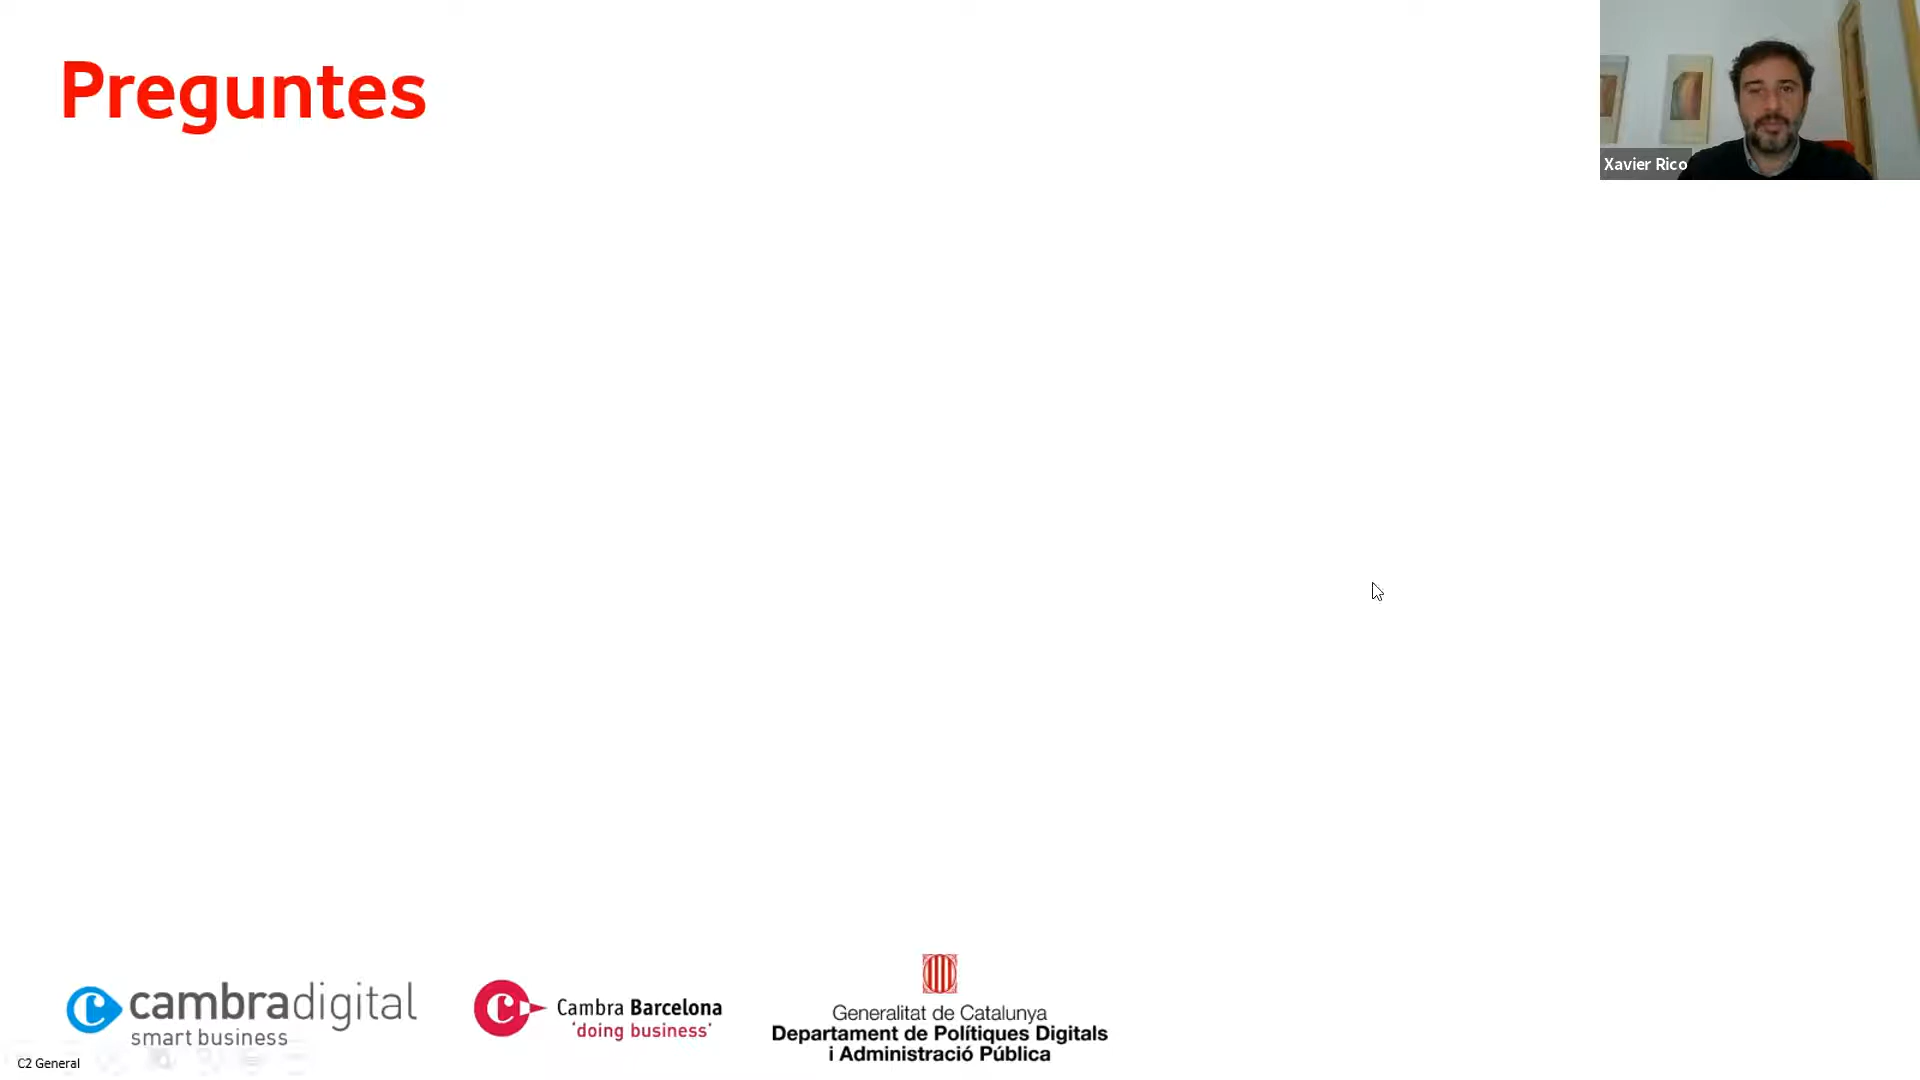 Preguntes
Xavier Rico
cambradigital
smart business
Cambra Barcelona
'doing business'
Generalitat de Catalunya
Departament de Polítiques Digitals
i Administració Pública
C2 General